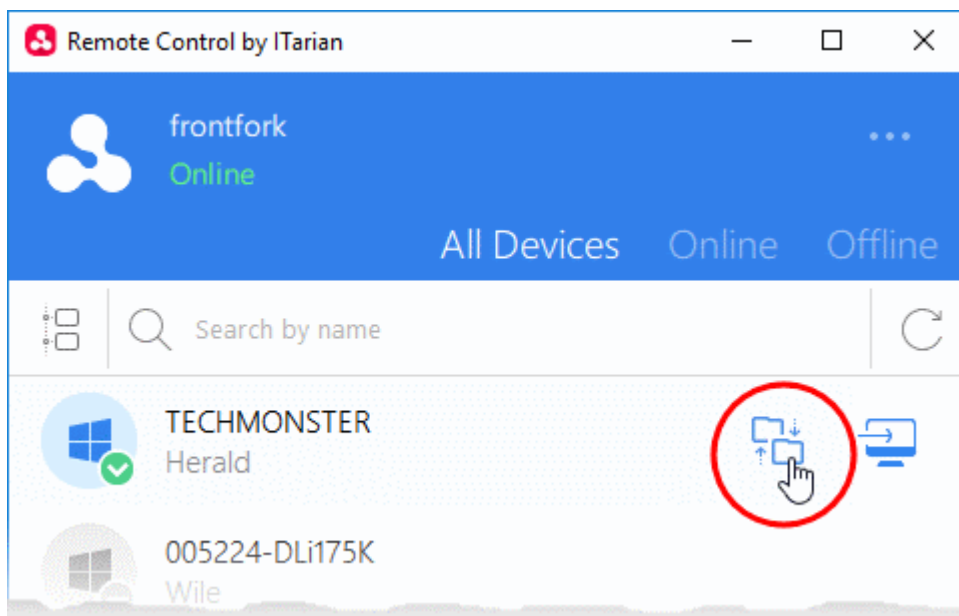 Remote Control by ITarian
frontfork
Online
All Devices Online Offline
Search by name
TECHMONSTER
Herald
005224-DLi175K
Wile